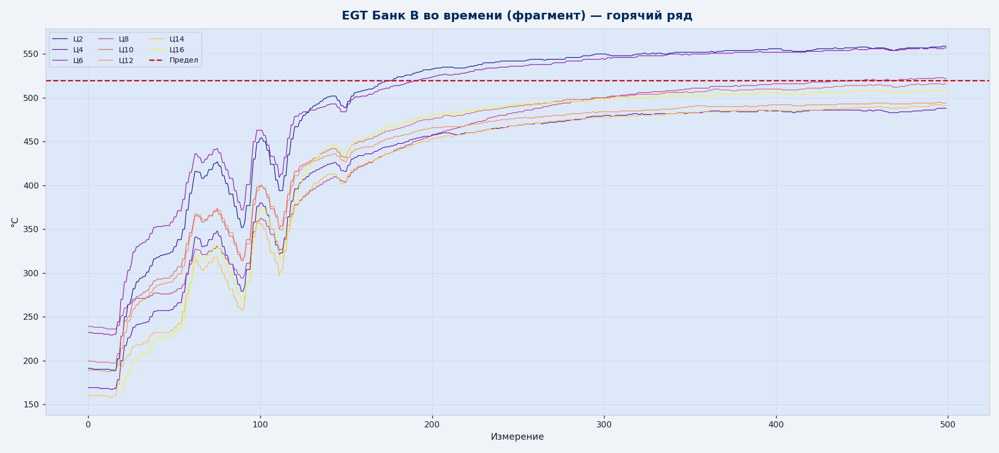 EGT Банк В во времени (фрагмент) — горячий ряд
Ц2 Ц8 Ц14
Ц4 Ц10 Ц16
Ц6 Ц12 Предел
°C
550
500
450
400
350
300
250
200
150
0 100 200 300 400 500
Измерение